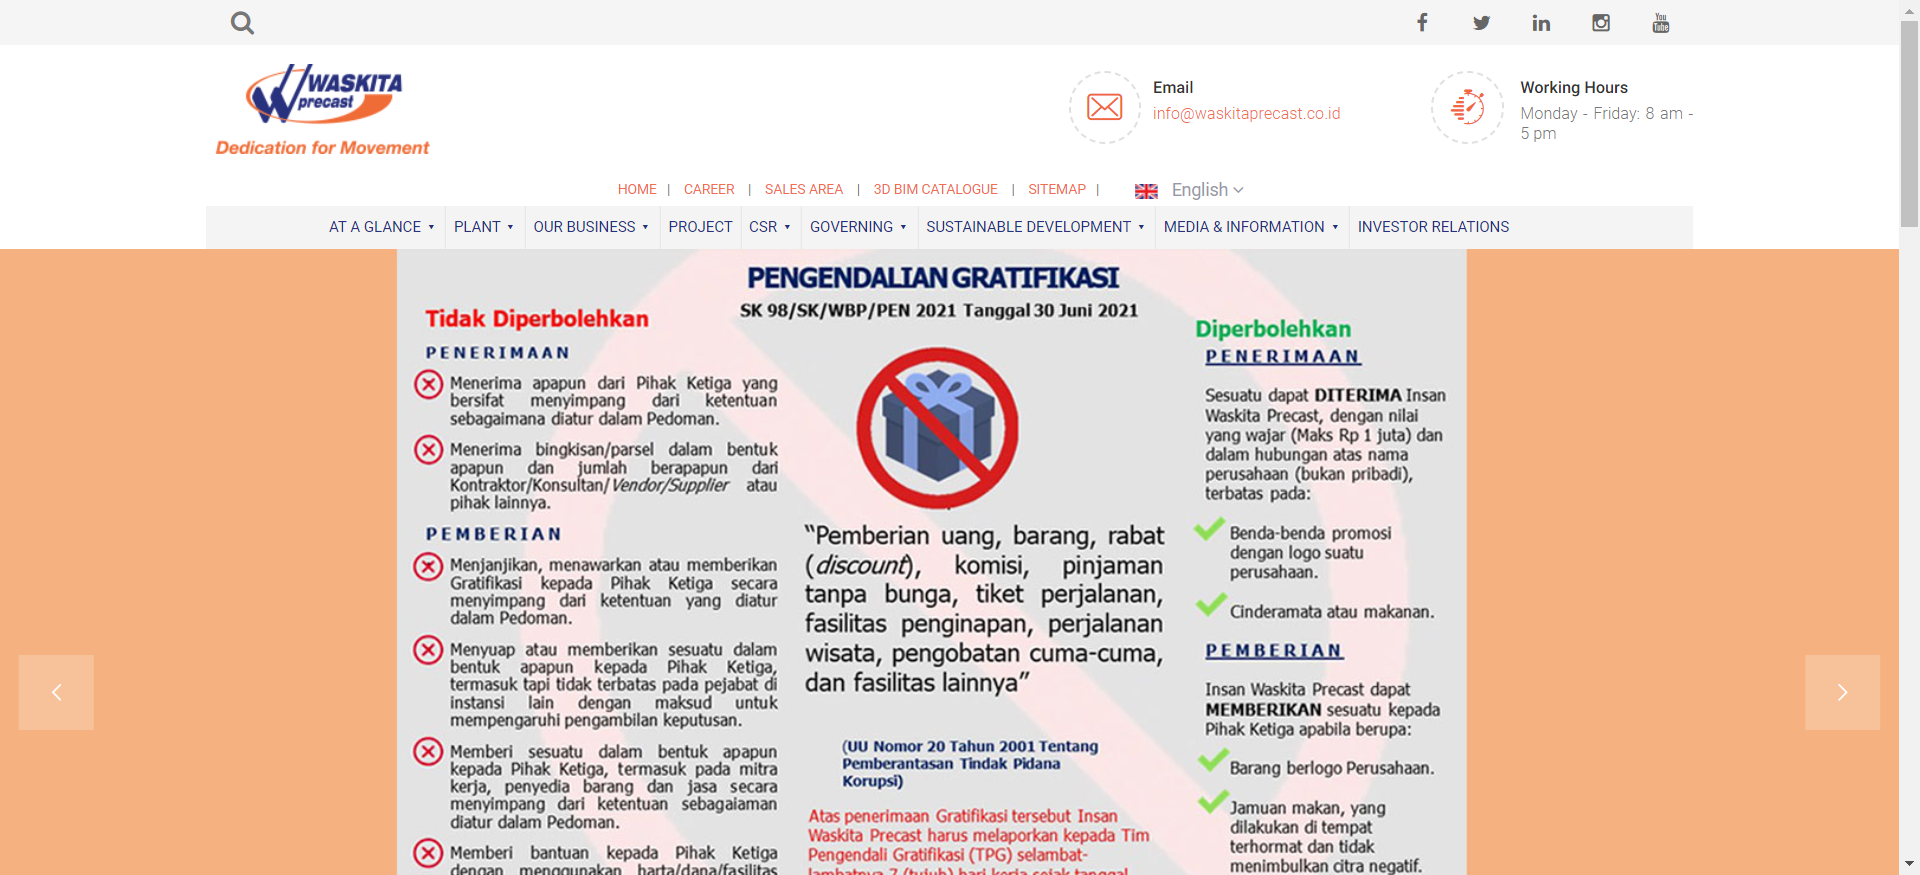 WASKITA
precast
Dedication for Movement
Email
info@waskitaprecast.co.id
Working Hours
Monday - Friday: 8 am -
5 pm
HOME | CAREER | SALES AREA | 3D BIM CATALOGUE | SITEMAP | English
AT A GLANCE PLANT OUR BUSINESS PROJECT CSR GOVERNING SUSTAINABLE DEVELOPMENT MEDIA & INFORMATION INVESTOR RELATIONS
PENGENDALIAN GRATIFIKASI
SK 98/SK/WBP/PEN 2021 Tanggal 30 Juni 2021
Tidak Diperbolehkan
PENERIMAAN
Menerima apapun dari Pihak Ketiga yang
bersifat menyimpang dari ketentuan
sebagaimana diatur dalam Pedoman.
Menerima bingkisan/parsel dalam bentuk
apapun dan jumlah berapapun dari
Kontraktor/Konsultan/Vendor/Supplier atau
pihak lainnya.
PEMBERIAN
Menjanjikan, menawarkan atau memberikan
Gratifikasi kepada Pihak Ketiga secara
menyimpang dari ketentuan yang diatur
dalam Pedoman.
Menyuap atau memberikan sesuatu dalam
bentuk apapun kepada Pihak Ketiga,
termasuk tapi tidak terbatas pada pejabat di
instansi lain dengan maksud untuk
mempengaruhi pengambilan keputusan.
Memberi sesuatu dalam bentuk apapun
kepada Pihak Ketiga, termasuk pada mitra
kerja, penyedia barang dan jasa secara
menyimpang dari ketentuan sebagaiaman
diatur dalam Pedoman.
Memberi bantuan kepada Pihak Ketiga
dengan menggunakan harta/dana/fasilitas
“Pemberian uang, barang, rabat
(discount), komisi, pinjaman
tanpa bunga, tiket perjalanan,
fasilitas penginapan, perjalanan
wisata, pengobatan cuma-cuma,
dan fasilitas lainnya”
(UU Nomor 20 Tahun 2001 Tentang
Pemberantasan Tindak Pidana
Korupsi)
Atas penerimaan Gratifikasi tersebut Insan
Waskita Precast harus melaporkan kepada Tim
Pengendali Gratifikasi (TPG) selambat-
lambatnya 7 (tujuh) hari kerja sejak tanggal
Diperbolehkan
PENERIMAAN
Sesuatu dapat DITERIMA Insan
Waskita Precast, dengan nilai
yang wajar (Maks Rp 1 juta) dan
dalam hubungan atas nama
perusahaan (bukan pribadi),
terbatas pada:
Benda-benda promosi
dengan logo suatu
perusahaan.
Cinderamata atau makanan.
PEMBERIAN
Insan Waskita Precast dapat
MEMBERIKAN sesuatu kepada
Pihak Ketiga apabila berupa:
Barang berlogo Perusahaan.
Jamuan makan, yang
dilakukan di tempat
terhormat dan tidak
menimbulkan citra negatif.